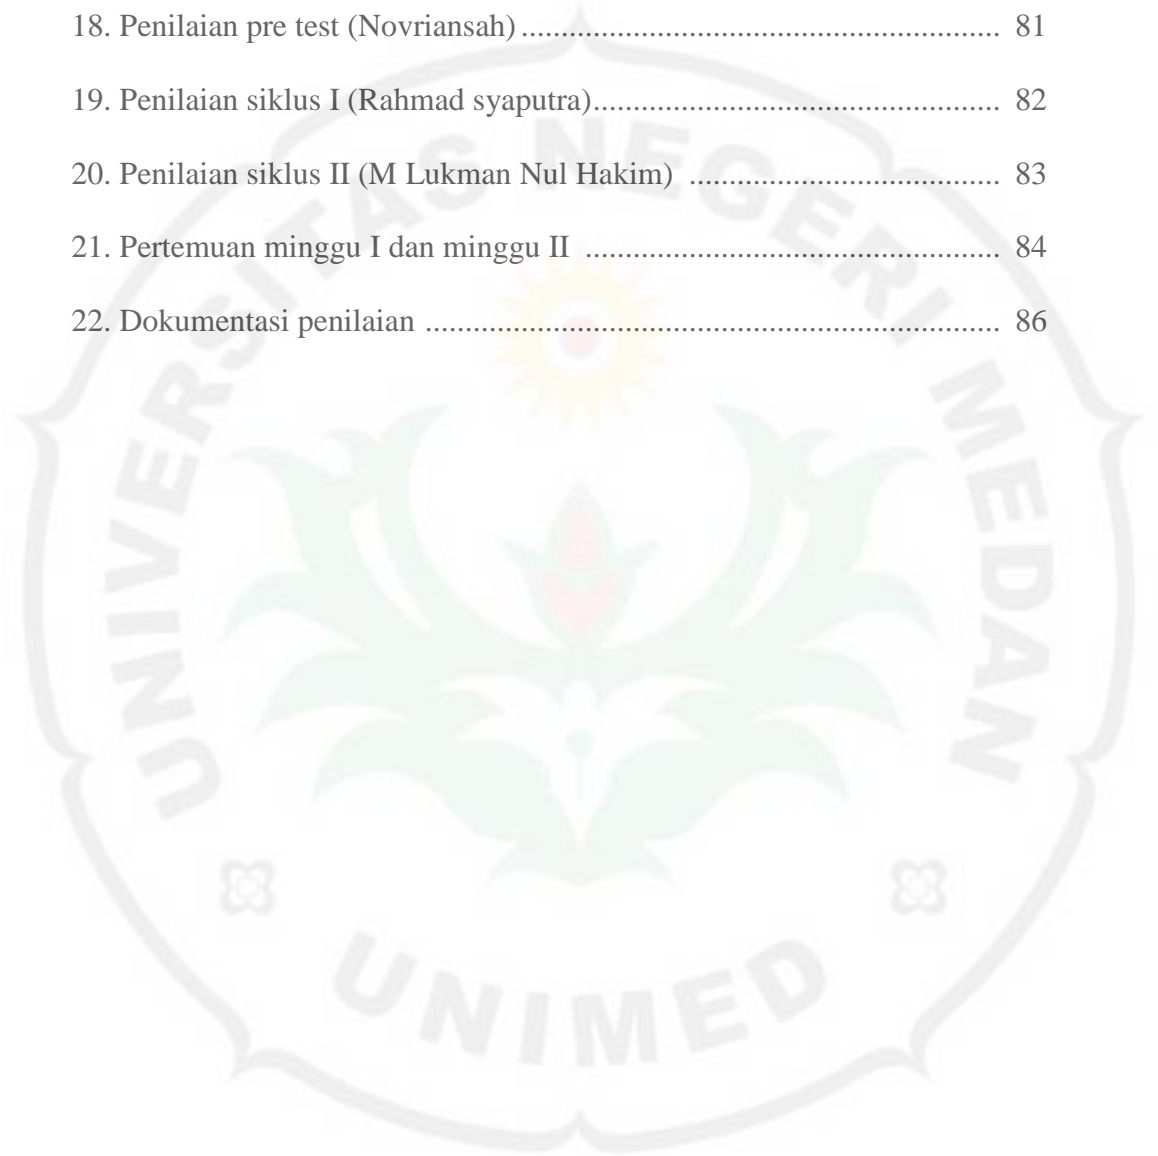 18. Penilaian pre test (Novriansah) ............................................................ 81
19. Penilaian siklus I (Rahmad syaputra)................................................... 82
20. Penilaian siklus II (M Lukman Nul Hakim) ....................................... 83
21. Pertemuan minggu I dan minggu II .................................................... 84
22. Dokumentasi penilaian ........................................................................ 86
UNIVERSITAS NEGERI MEDAN
UNIMED